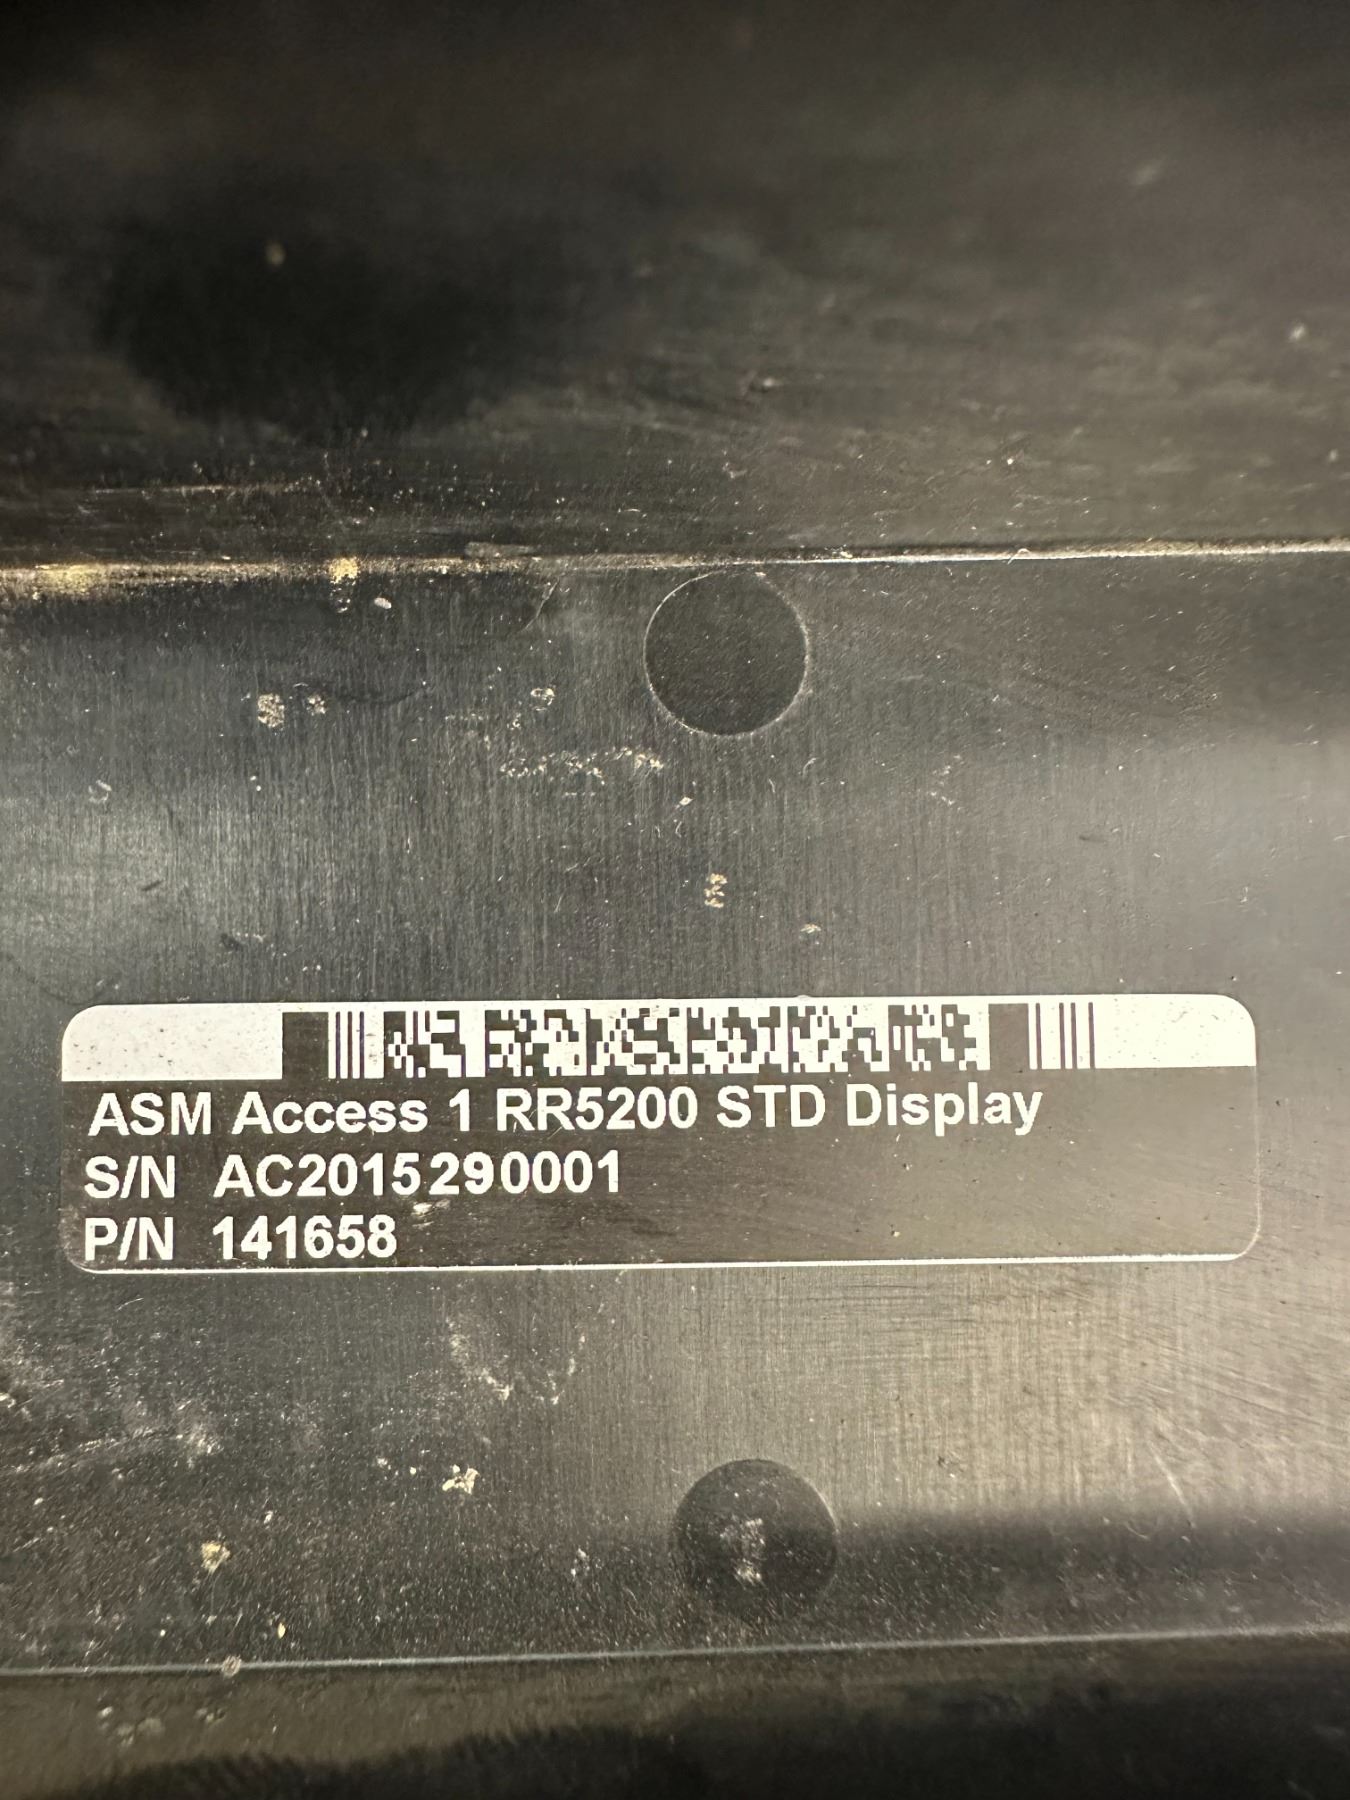 ASM Access 1 RR5200 STD Display
S/N AC2015290001
P/N 141658